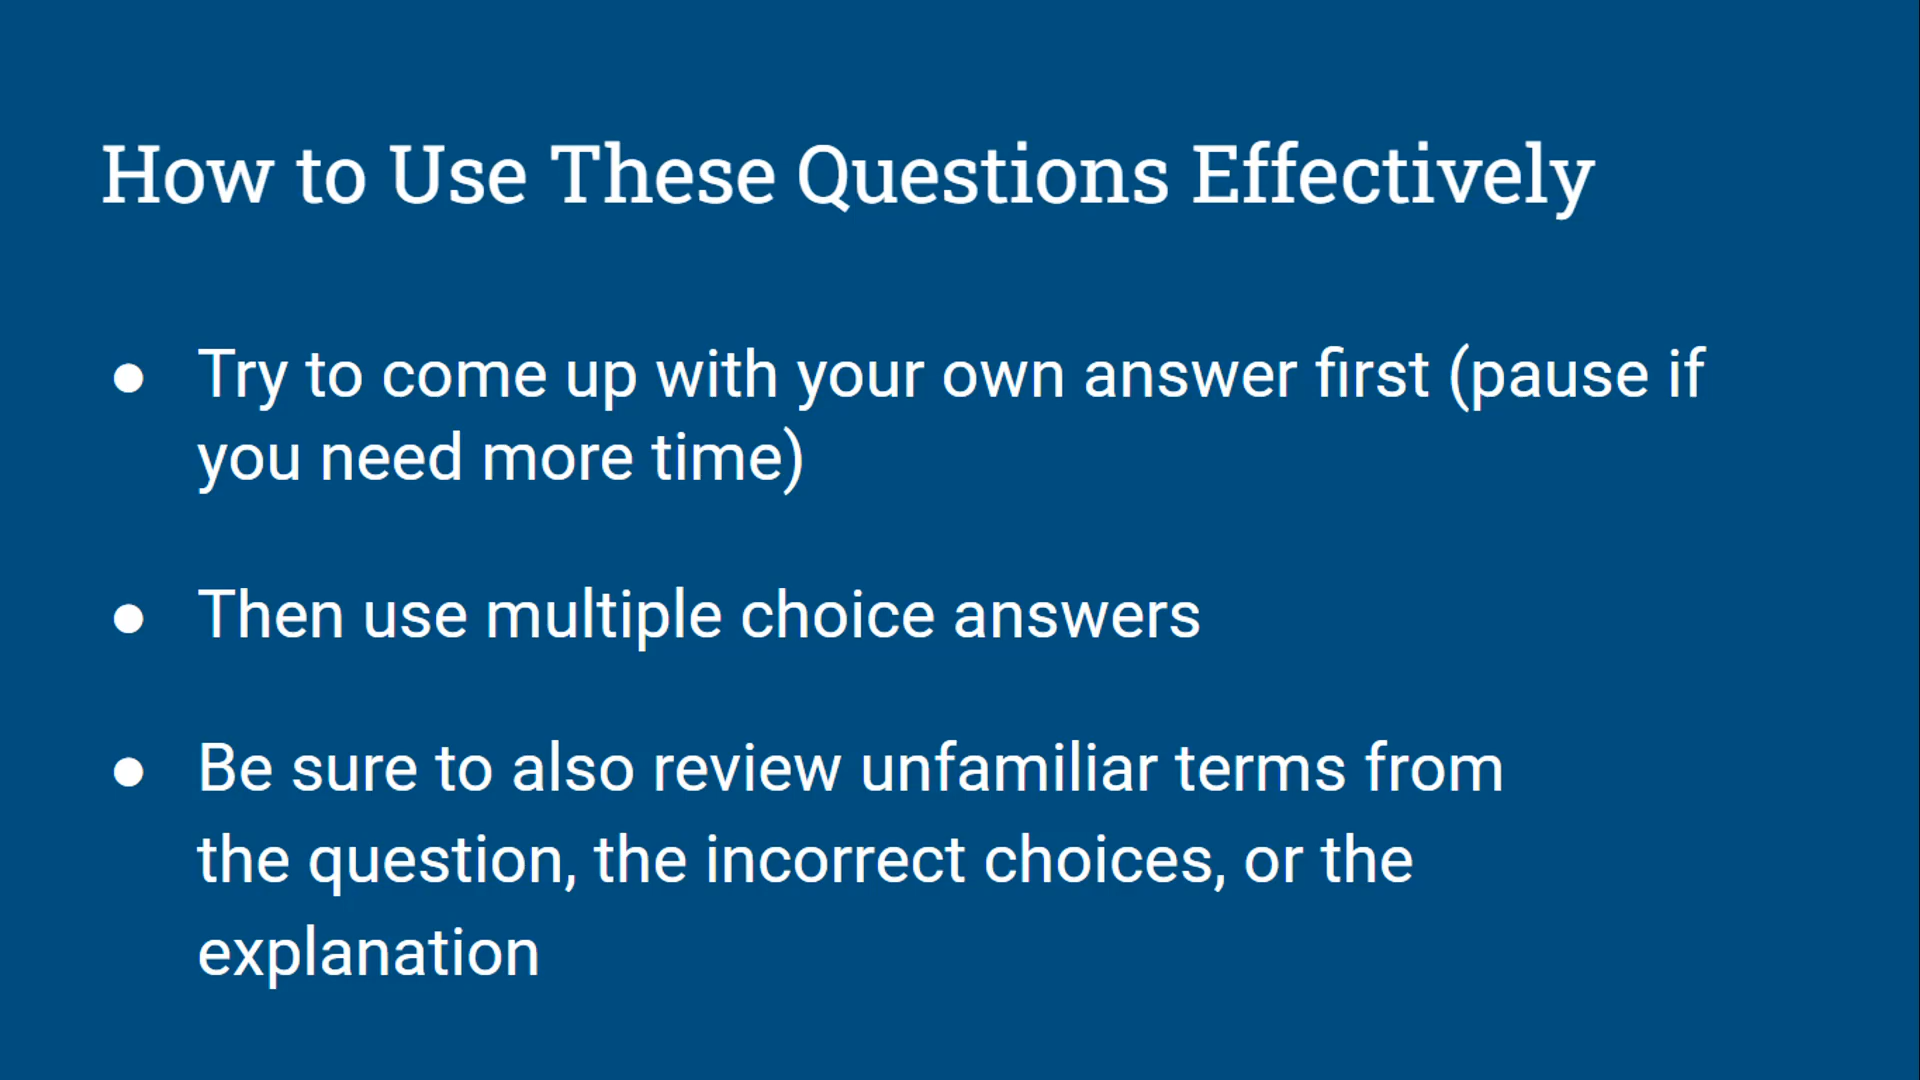 How to Use These Questions Effectively
● Try to come up with your own answer first (pause if
you need more time)
● Then use multiple choice answers
● Be sure to also review unfamiliar terms from
the question, the incorrect choices, or the
explanation